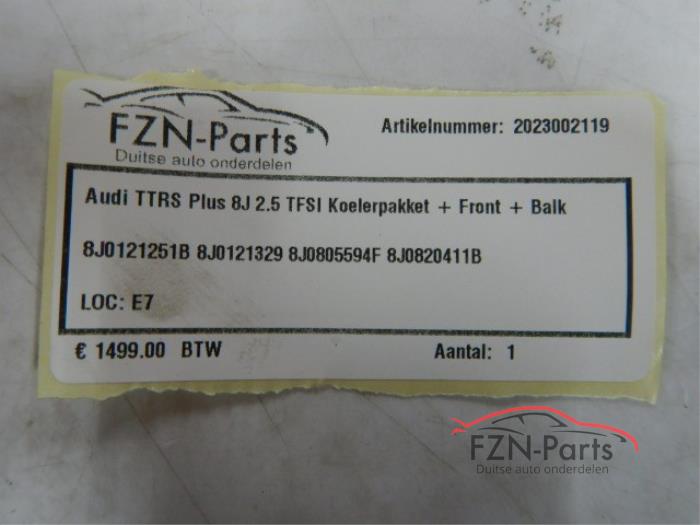 FZN-Parts
Duitse auto onderdelen
Artikelnummer: 2023002119
Audi TTRS Plus 8J 2.5 TFSI Koelerpakket + Front + Balk
8J0121251B 8J0121329 8J0805594F 8J0820411B
LOC: E7
€ 1499.00 BTW
Aantal: 1
FZN-Parts
Duitse auto onderdelen